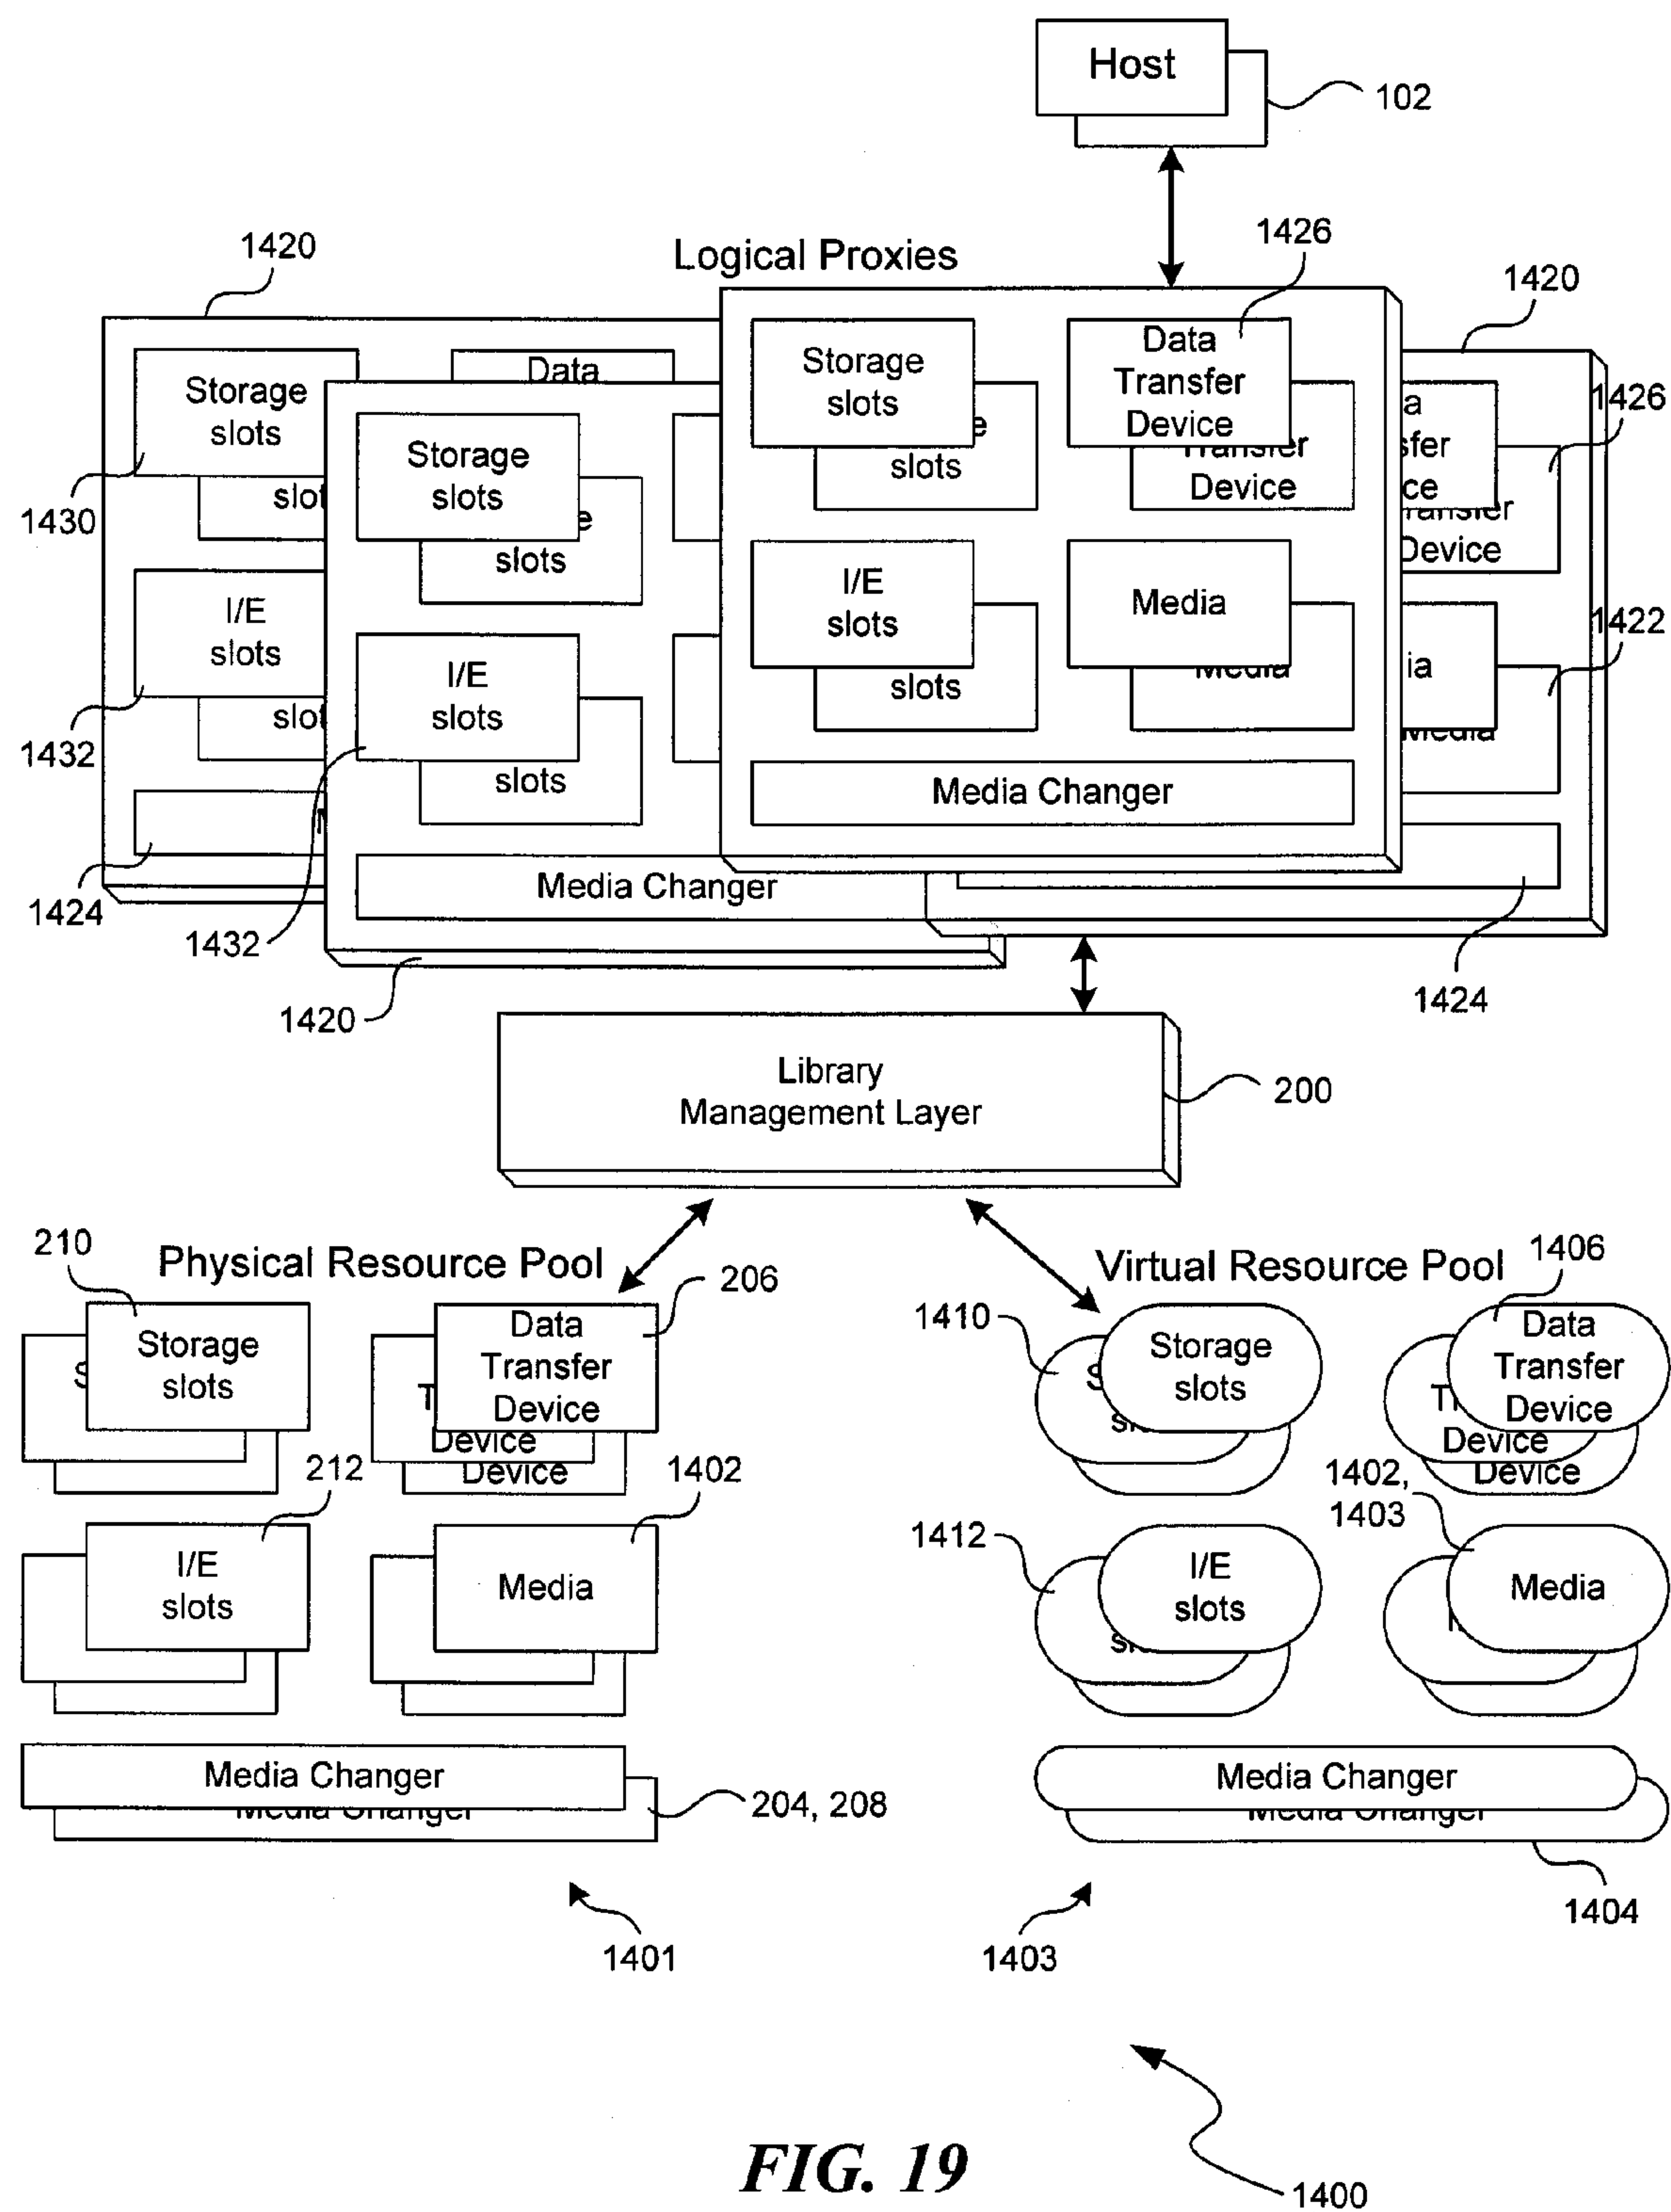 Host
102
1426
Logical Proxies
1420
1420
Storage
slots
Data
Transfer
Device
Storage
slots
Data
1426
slots
Device
Storage
slots
slots
Device
1430
I/E
slots
Media
I/E
slots
1422
slots
I/E
slots
1432
slots
Media Changer
Media Changer
1424
1432
1424
1420
Library
Management Layer
200
210
Physical Resource Pool
206
Storage
slots
Data
Transfer
Device
Device
Device
212
1402
I/E
slots
Media
Media Changer
204, 208
1401
Virtual Resource Pool
1406
1410
Storage
slots
Data
Transfer
Device
Device
Device
1402,
1403
1412
I/E
slots
Media
Media Changer
1404
1403
FIG. 19
1400